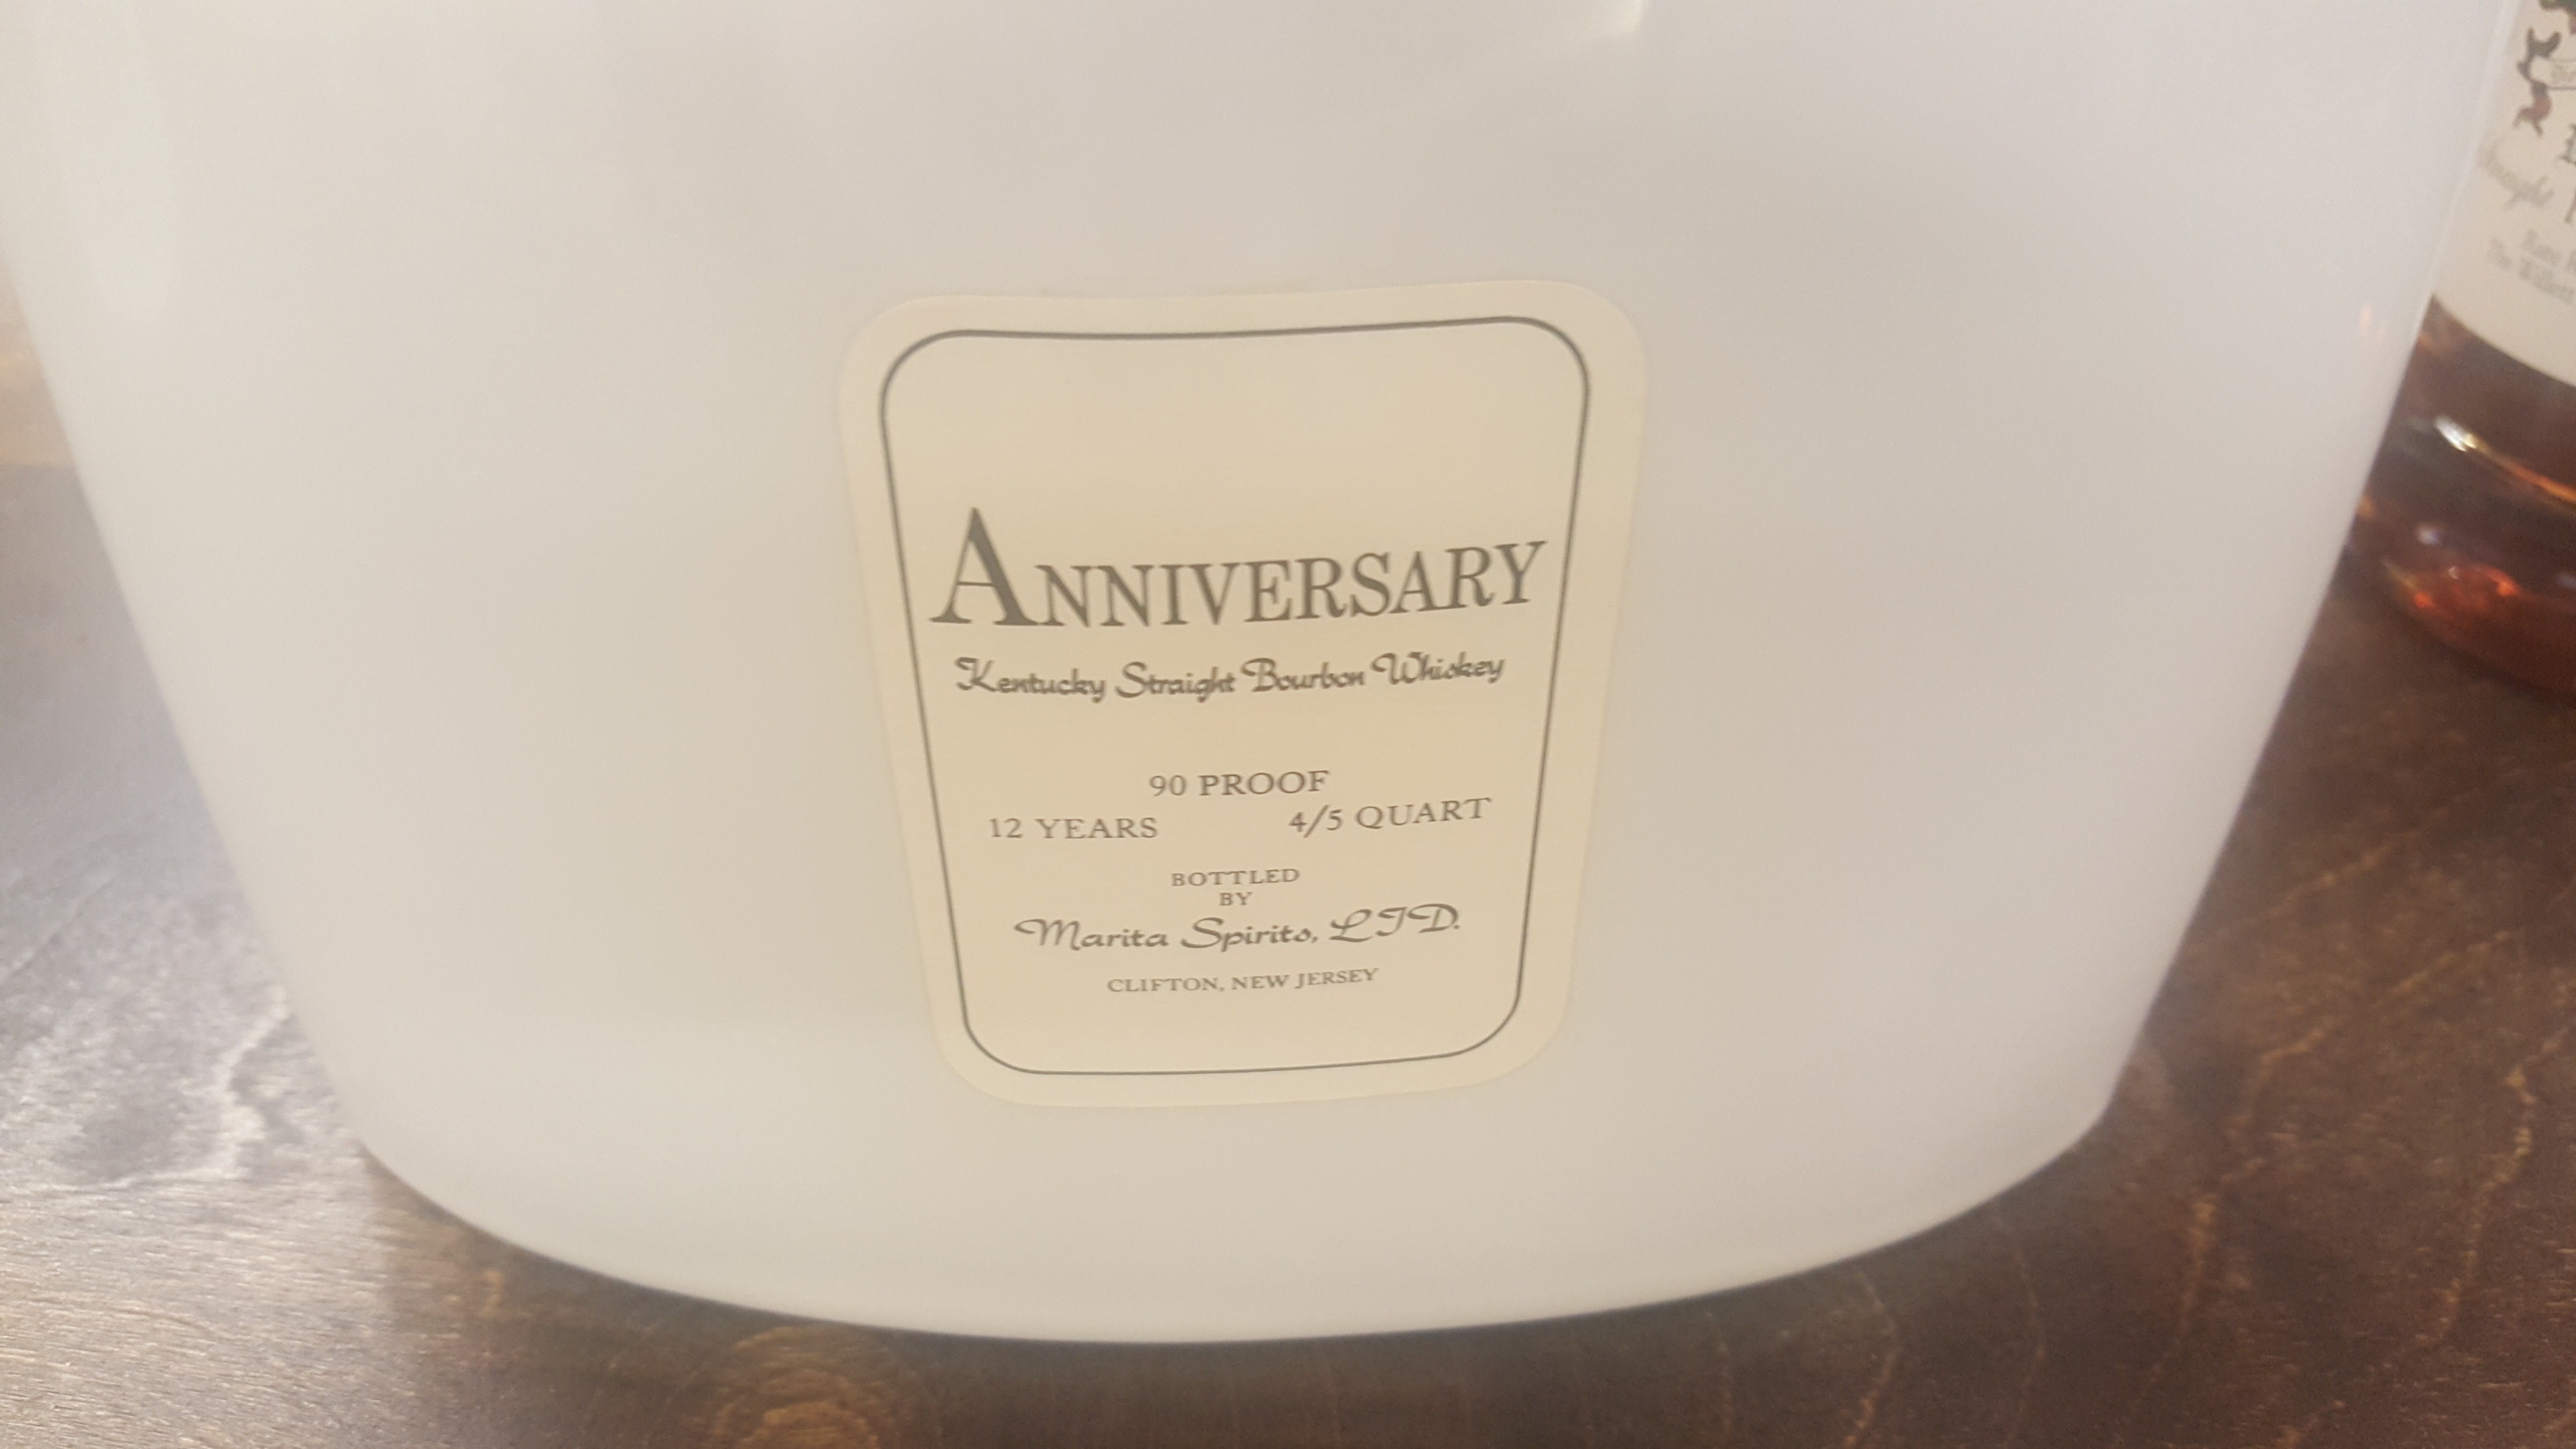 ANNIVERSARY
Kentucky Straight Bourbon Whiskey
90 PROOF
12 YEARS 4/5 QUART
BOTTLED
BY
Marita Spirits, LTD.
CLIFTON, NEW JERSEY